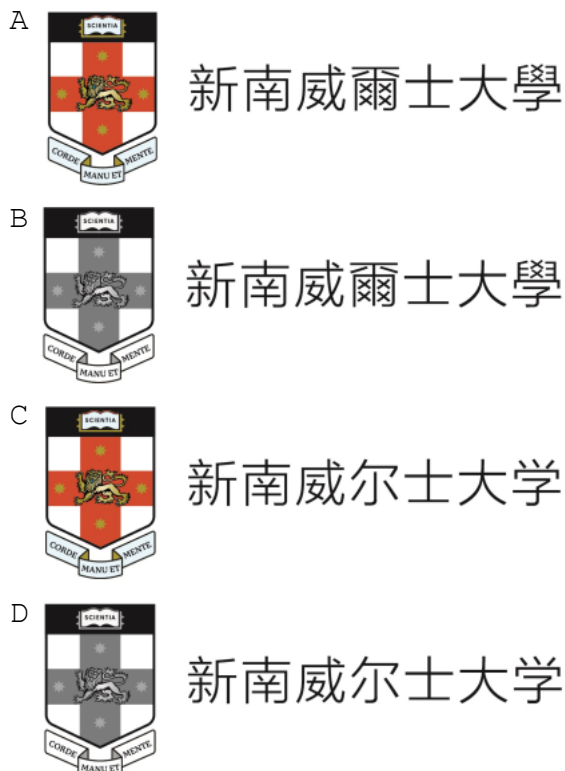 A
SCIENTIA
新南威爾士大學
CORDE MANU ET MENTE
B
SCIENTIA
新南威爾士大學
CORDE MANU ET MENTE
C
SCIENTIA
新南威尔士大学
CORDE MANU ET MENTE
D
SCIENTIA
新南威尔士大学
CORDE MANU ET MENTE